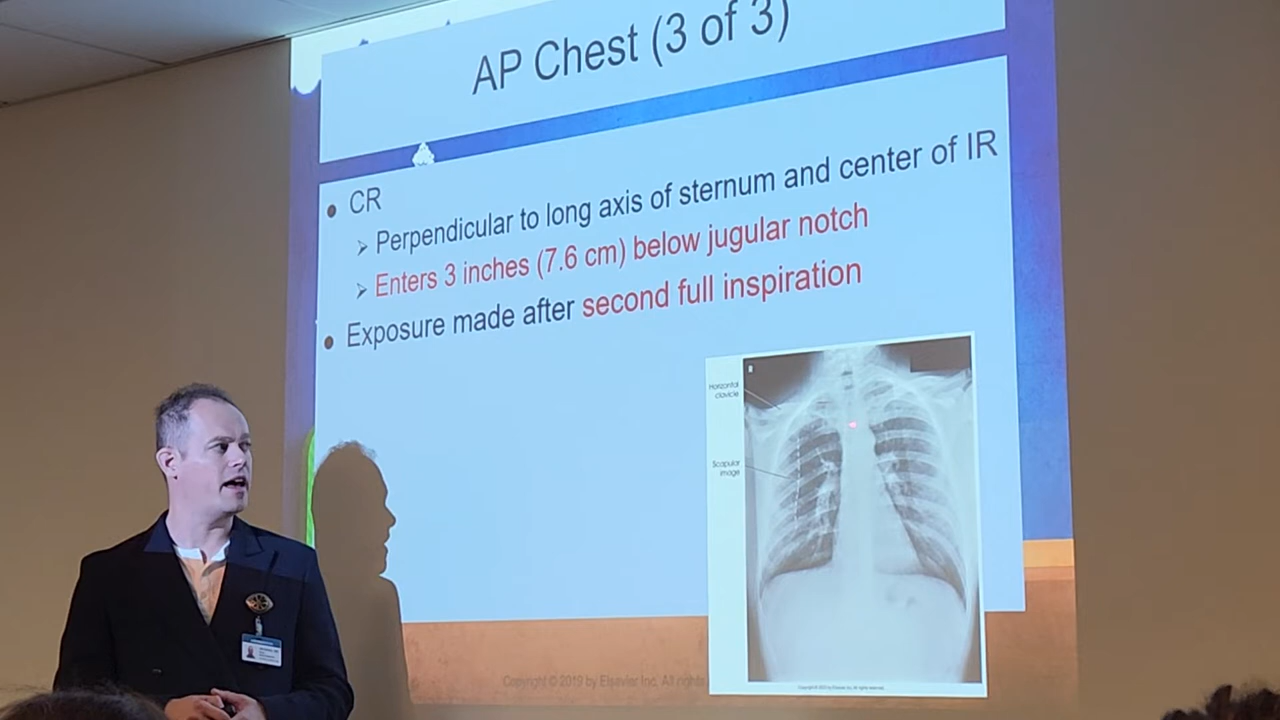 AP Chest (3 of 3)
CR
Perpendicular to long axis of sternum and center of IR
Enters 3 inches (7.6 cm) below jugular notch
Exposure made after second full inspiration
Horizontal
clavicle
Scapular
image
Copyright © 2019 by Elsevier Inc. All rights